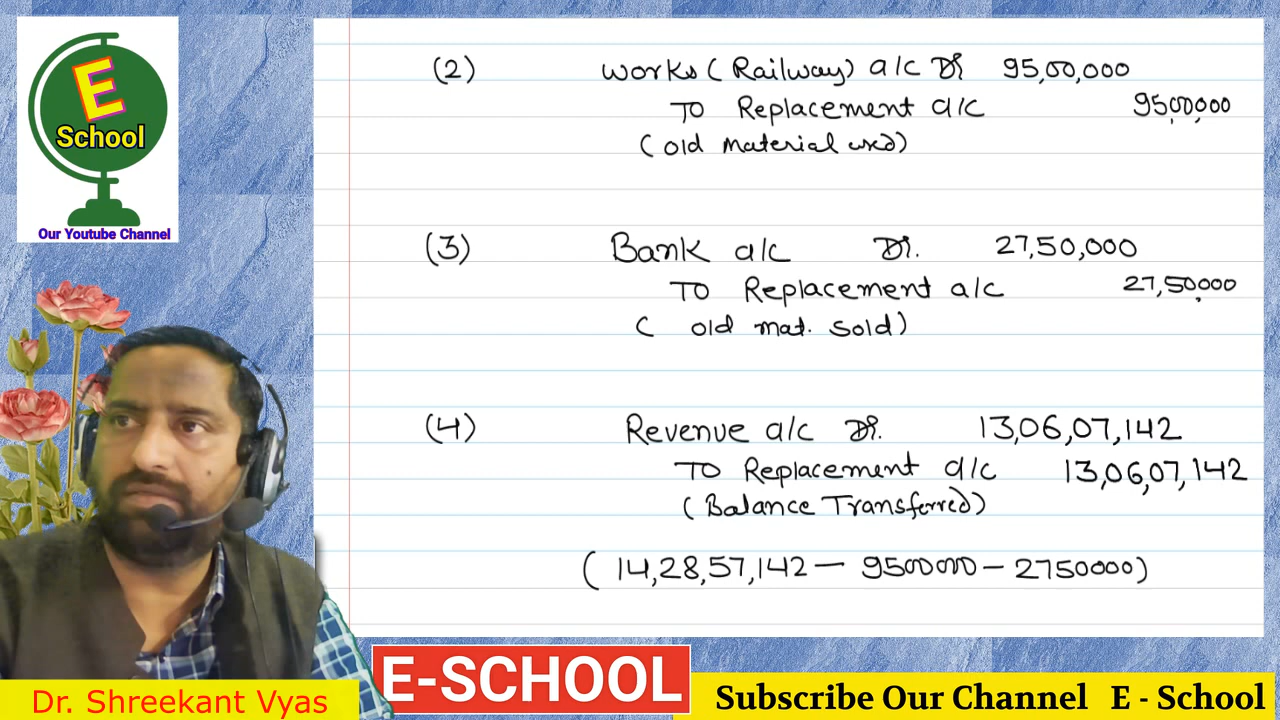 E
School
Our Youtube Channel
(2) Works (Railway) a/c Dr 95,00,000
To Replacement a/c 95,00,000
(old material used)
(3) Bank a/c Dr. 27,50,000
To Replacement a/c 27,50,000
( old mat. sold)
(4) Revenue a/c Dr. 13,06,07,142
To Replacement a/c 13,06,07,142
(Balance Transferred)
(14,28,57,142 — 9500000 — 2750000)
E-SCHOOL
Dr. Shreekant Vyas
Subscribe Our Channel E - School